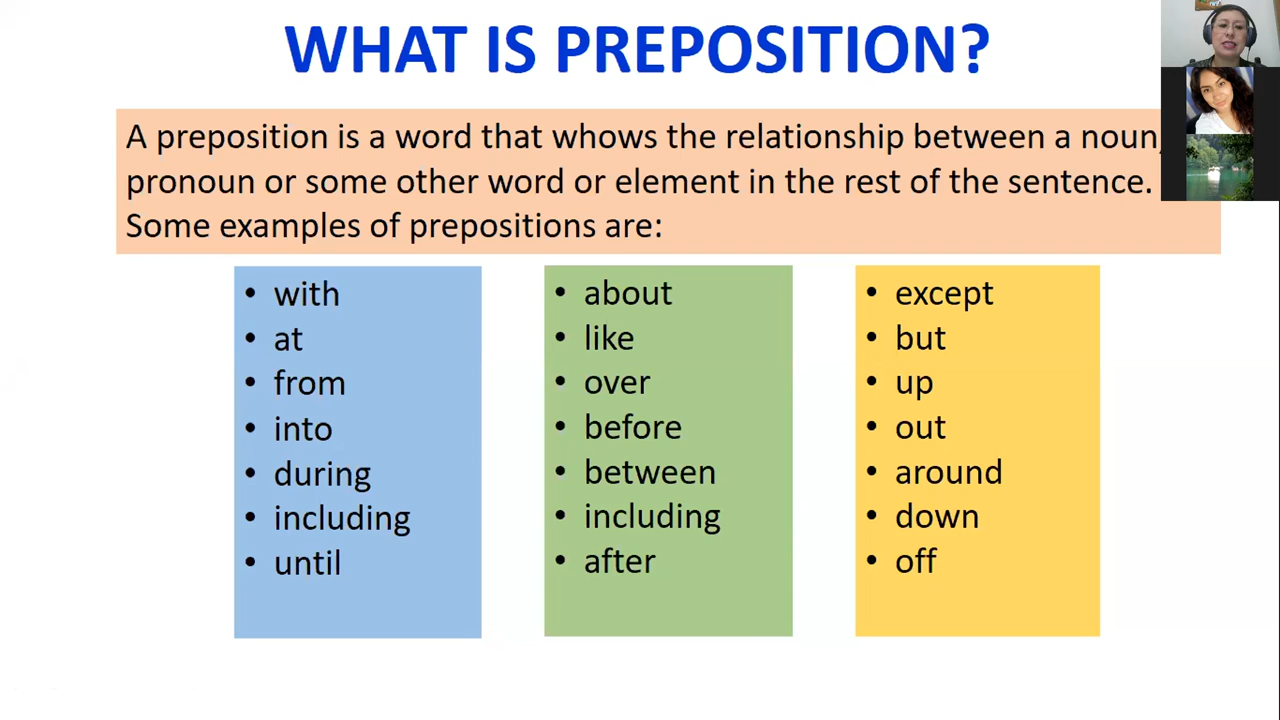 WHAT IS PREPOSITION?
A preposition is a word that whows the relationship between a noun,
pronoun or some other word or element in the rest of the sentence.
Some examples of prepositions are:
• with
• at
• from
• into
• during
• including
• until
• about
• like
• over
• before
• between
• including
• after
• except
• but
• up
• out
• around
• down
• off